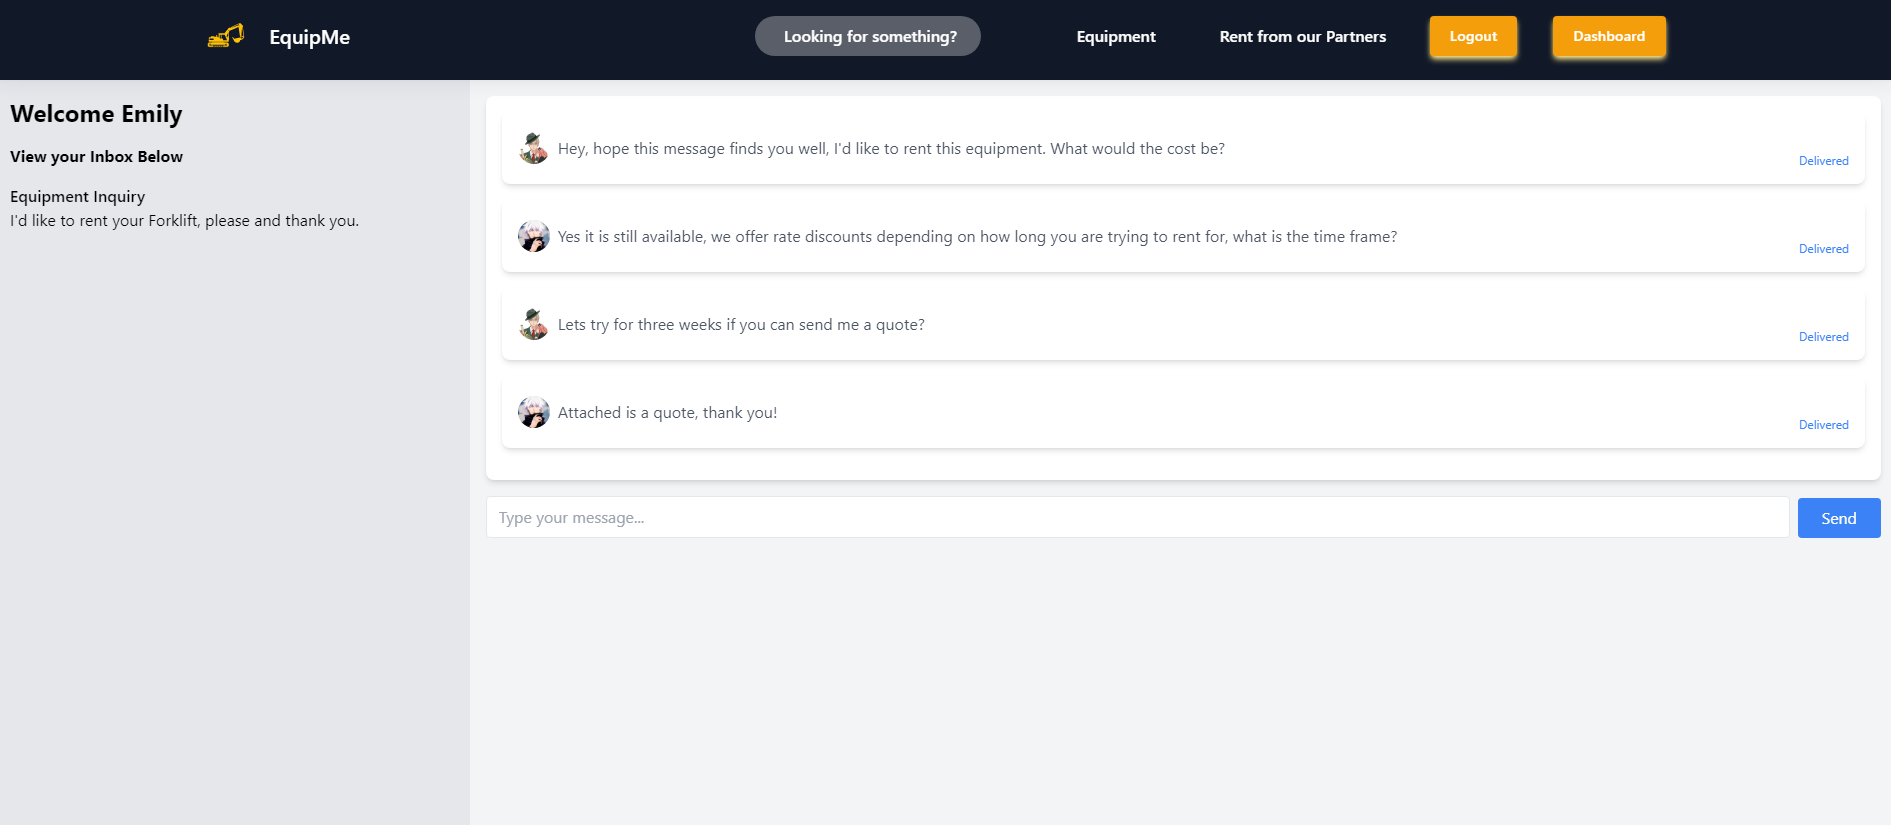 EquipMe
Looking for something?
Equipment
Rent from our Partners
Logout
Dashboard
Welcome Emily
View your Inbox Below
Equipment Inquiry
I'd like to rent your Forklift, please and thank you.
Hey, hope this message finds you well, I'd like to rent this equipment. What would the cost be?
Delivered
Yes it is still available, we offer rate discounts depending on how long you are trying to rent for, what is the time frame?
Delivered
Lets try for three weeks if you can send me a quote?
Delivered
Attached is a quote, thank you!
Delivered
Type your message...
Send